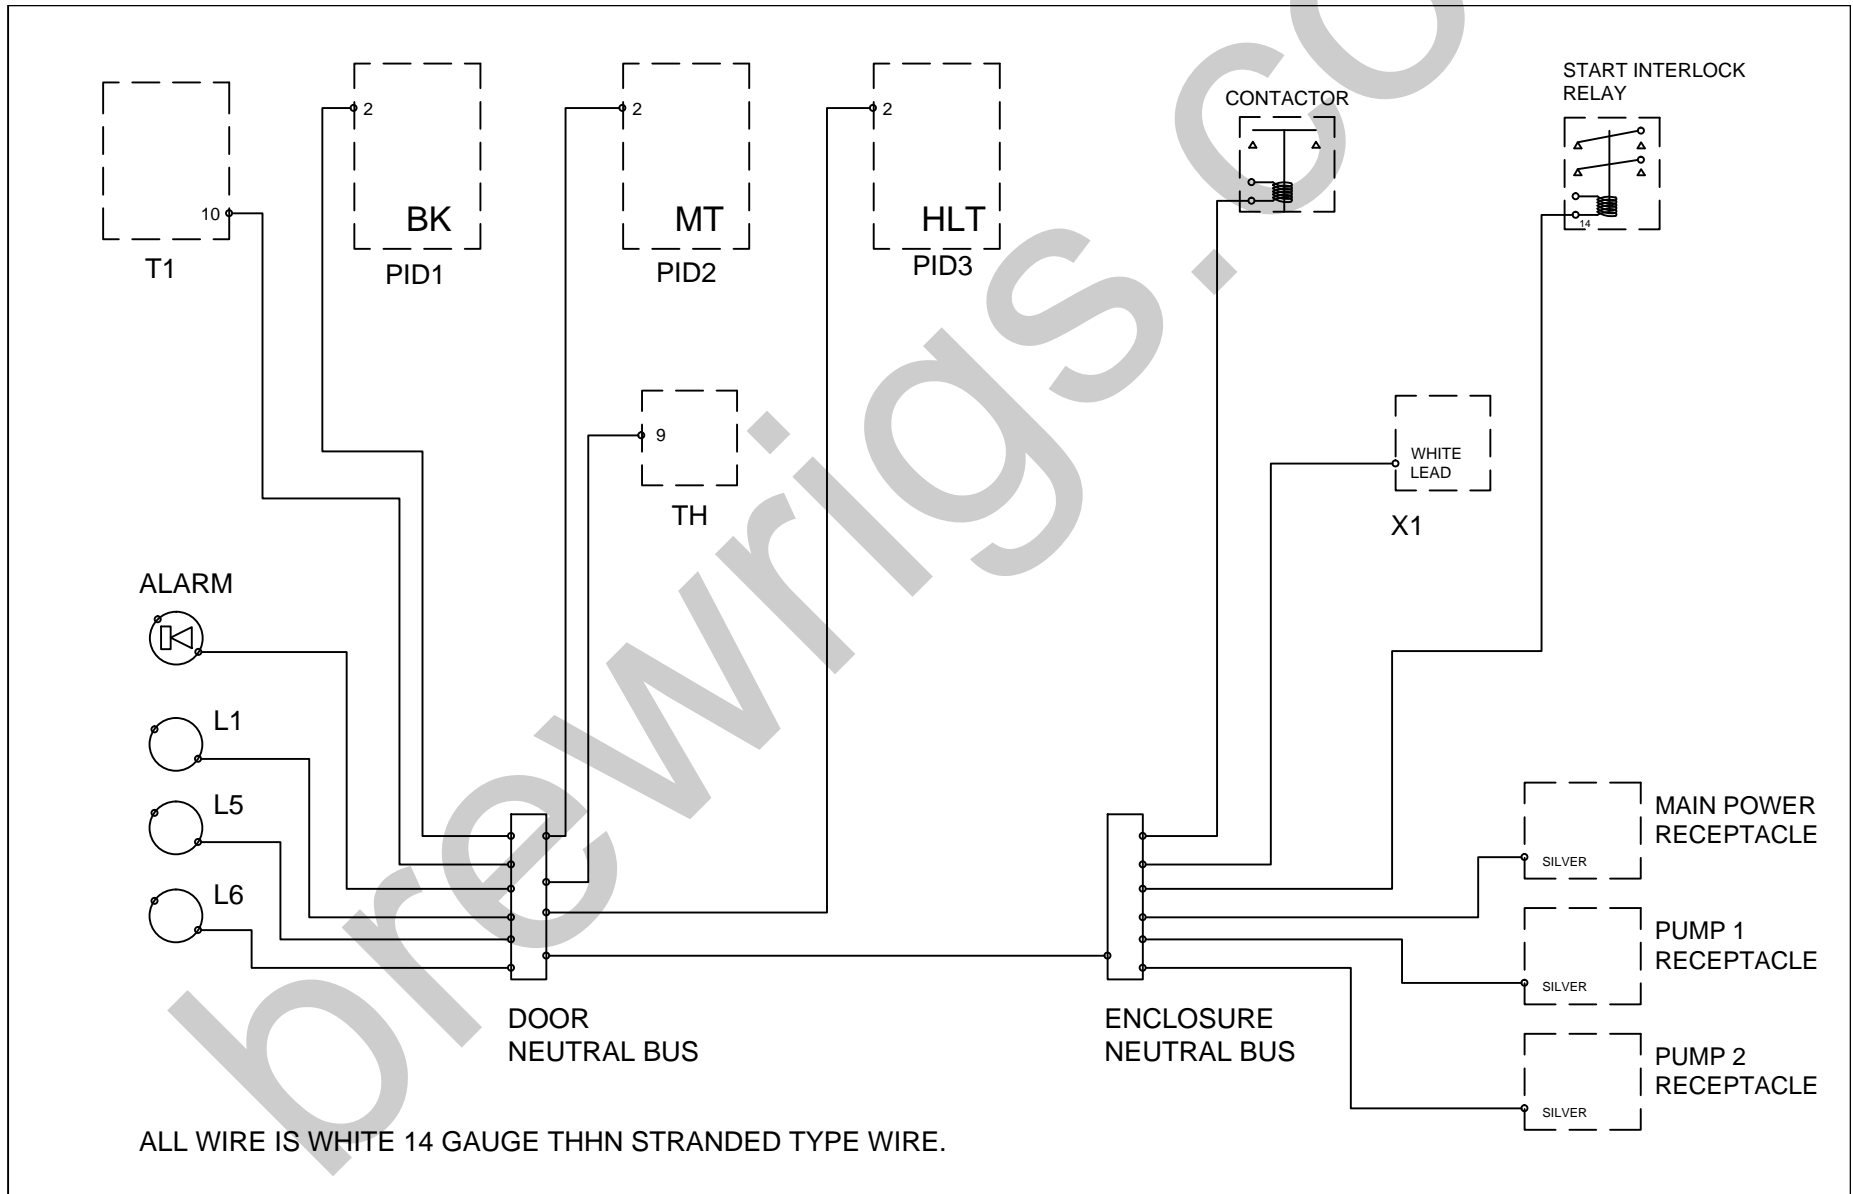 START INTERLOCK
RELAY
CONTACTOR
2
2
2
14
10
BK
MT
HLT
T1
PID1
PID2
PID3
9
TH
WHITE
LEAD
X1
ALARM
L1
L5
L6
MAIN POWER
RECEPTACLE
SILVER
PUMP 1
RECEPTACLE
SILVER
PUMP 2
RECEPTACLE
SILVER
DOOR
NEUTRAL BUS
ENCLOSURE
NEUTRAL BUS
ALL WIRE IS WHITE 14 GAUGE THHN STRANDED TYPE WIRE.
brewrigs.co